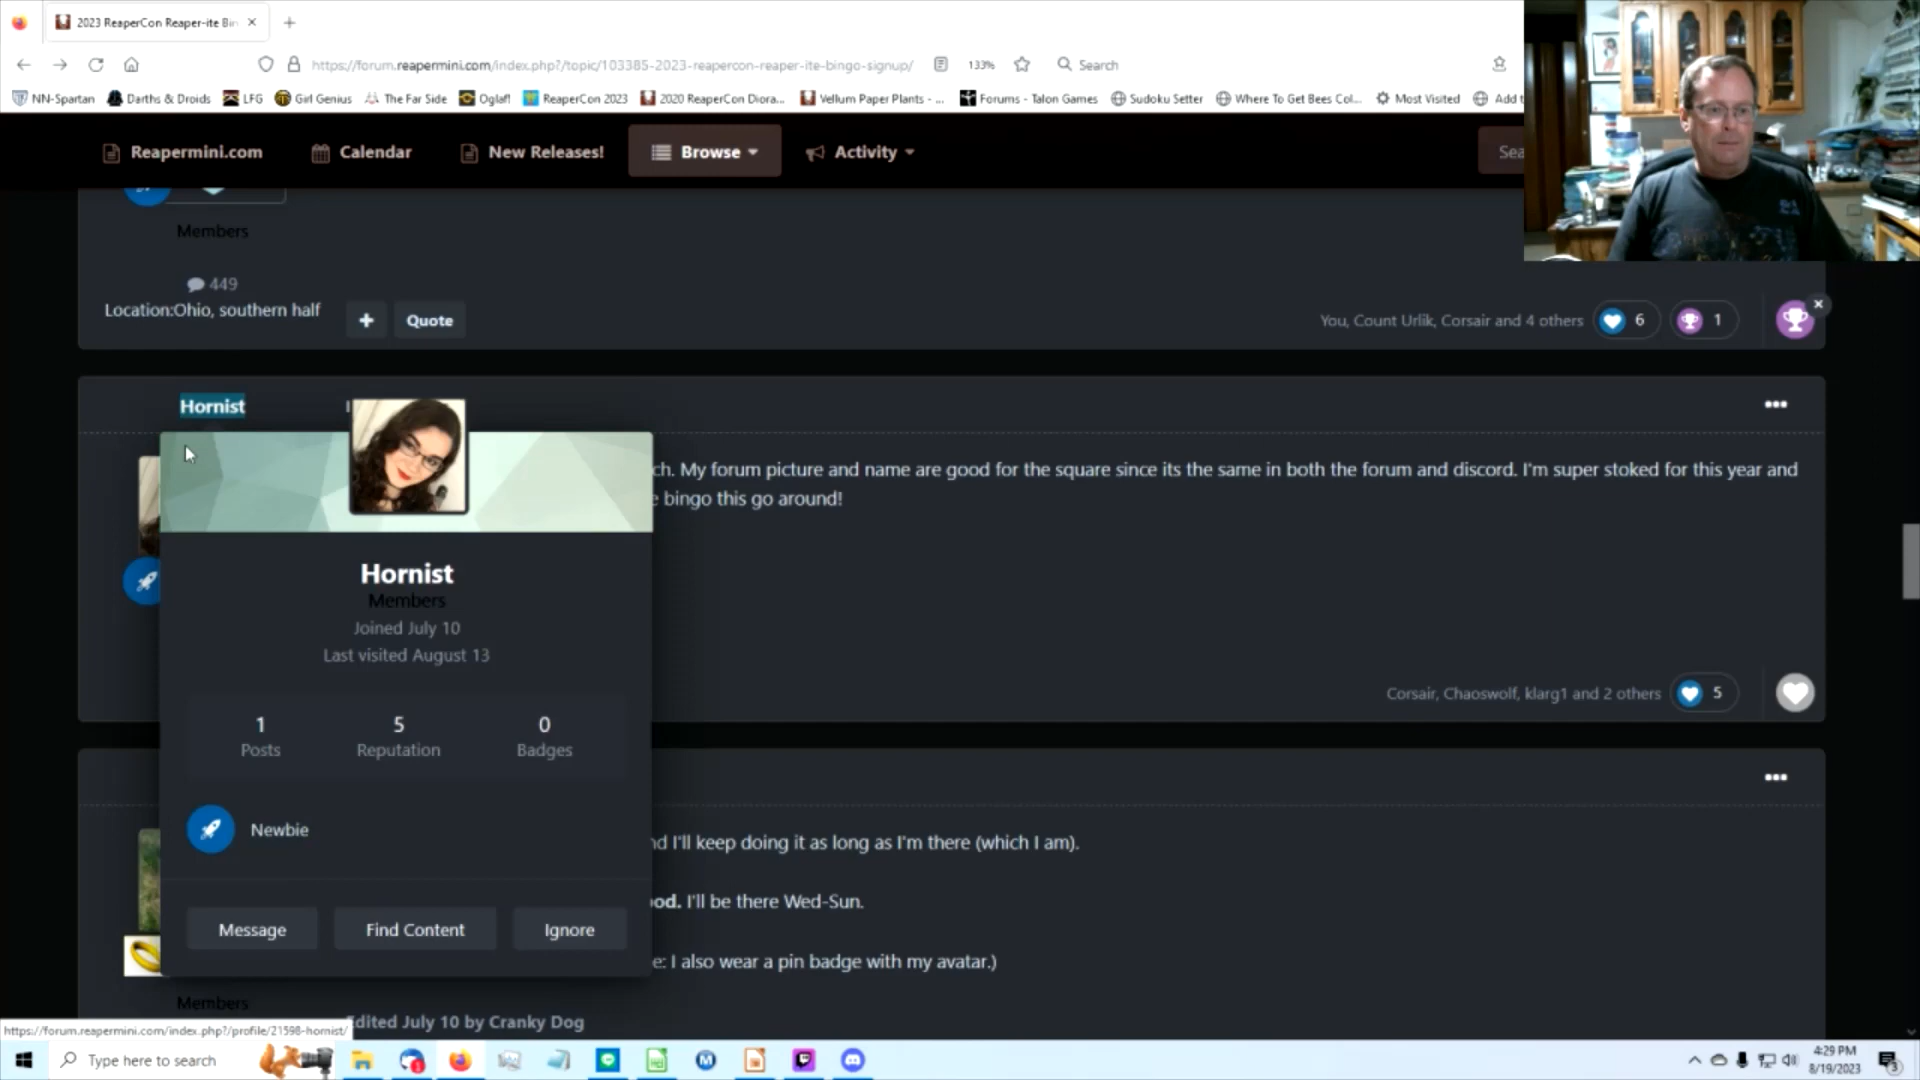 2023 ReaperCon Reaper-ite Bin
https://forum.reapermini.com/index.php?/topic/103385-2023-reapercon-reaper-ite-bingo-signup/
133%
Search
NN-Spartan
Darths & Droids
LFG
Girl Genius
The Far Side
Oglaf!
ReaperCon 2023
2020 ReaperCon Diora...
Vellum Paper Plants - ...
Forums - Talon Games
Sudoku Setter
Where To Get Bees Col...
Most Visited
Add t
Reapermini.com
Calendar
New Releases!
Browse
Activity
Sea
Members
449
Location:Ohio, southern half
+
Quote
You, Count Urlik, Corsair and 4 others
6
1
Hornist
ch. My forum picture and name are good for the square since its the same in both the forum and discord. I'm super stoked for this year and
e bingo this go around!
Hornist
Members
Joined July 10
Last visited August 13
1
Posts
5
Reputation
0
Badges
Newbie
Message
Find Content
Ignore
Corsair, Chaoswolf, klarg1 and 2 others
5
nd I'll keep doing it as long as I'm there (which I am).
ood. I'll be there Wed-Sun.
e: I also wear a pin badge with my avatar.)
Members
Edited July 10 by Cranky Dog
https://forum.reapermini.com/index.php?/profile/21598-hornist/
Type here to search
4:29 PM
8/19/2023
3